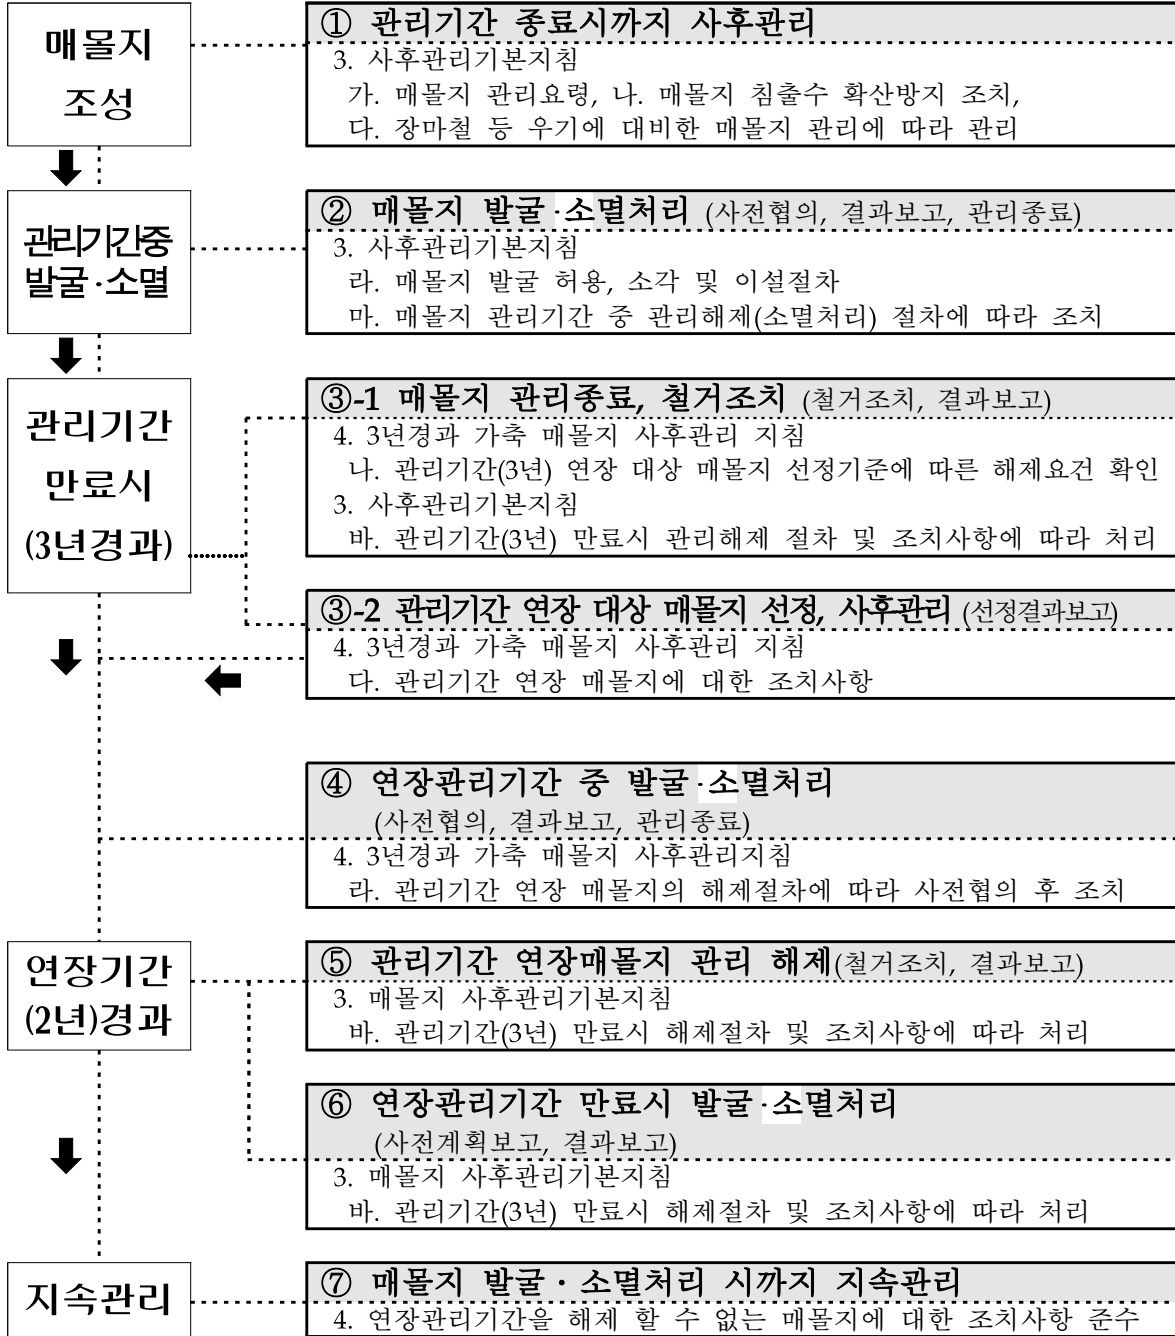 매몰지
조성
① 관리기간 종료시까지 사후관리
3. 사후관리기본지침
가. 매몰지 관리요령, 나. 매몰지 침출수 확산방지 조치,
다. 장마철 등 우기에 대비한 매몰지 관리에 따라 관리
관리기간중
발굴·소멸
② 매몰지 발굴·소멸처리 (사전협의, 결과보고, 관리종료)
3. 사후관리기본지침
라. 매몰지 발굴 허용, 소각 및 이설절차
마. 매몰지 관리기간 중 관리해제(소멸처리) 절차에 따라 조치
관리기간
만료시
(3년경과)
③-1 매몰지 관리종료, 철거조치 (철거조치, 결과보고)
4. 3년경과 가축 매몰지 사후관리 지침
나. 관리기간(3년) 연장 대상 매몰지 선정기준에 따른 해제요건 확인
3. 사후관리기본지침
바. 관리기간(3년) 만료시 관리해제 절차 및 조치사항에 따라 처리
③-2 관리기간 연장 대상 매몰지 선정, 사후관리 (선정결과보고)
4. 3년경과 가축 매몰지 사후관리 지침
다. 관리기간 연장 매몰지에 대한 조치사항
④ 연장관리기간 중 발굴·소멸처리
(사전협의, 결과보고, 관리종료)
4. 3년경과 가축 매몰지 사후관리지침
라. 관리기간 연장 매몰지의 해제절차에 따라 사전협의 후 조치
연장기간
(2년)경과
⑤ 관리기간 연장매몰지 관리 해제(철거조치, 결과보고)
3. 매몰지 사후관리기본지침
바. 관리기간(3년) 만료시 해제절차 및 조치사항에 따라 처리
⑥ 연장관리기간 만료시 발굴·소멸처리
(사전계획보고, 결과보고)
3. 매몰지 사후관리기본지침
바. 관리기간(3년) 만료시 해제절차 및 조치사항에 따라 처리
지속관리
⑦ 매몰지 발굴·소멸처리 시까지 지속관리
4. 연장관리기간을 해제 할 수 없는 매몰지에 대한 조치사항 준수